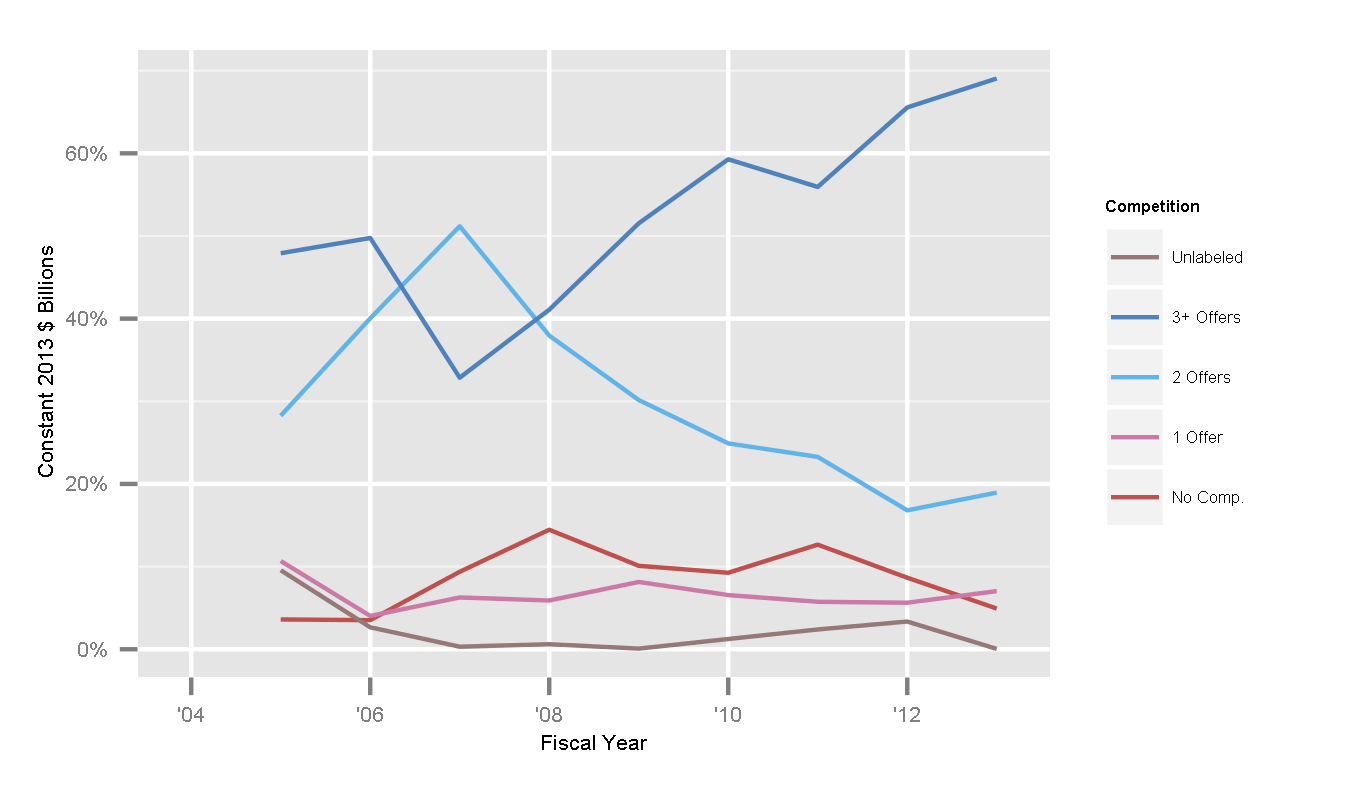 60%
40%
20%
0%
Constant 2013 $ Billions
'04
'06
'08
'10
'12
Fiscal Year
Competition
Unlabeled
3+ Offers
2 Offers
1 Offer
No Comp.